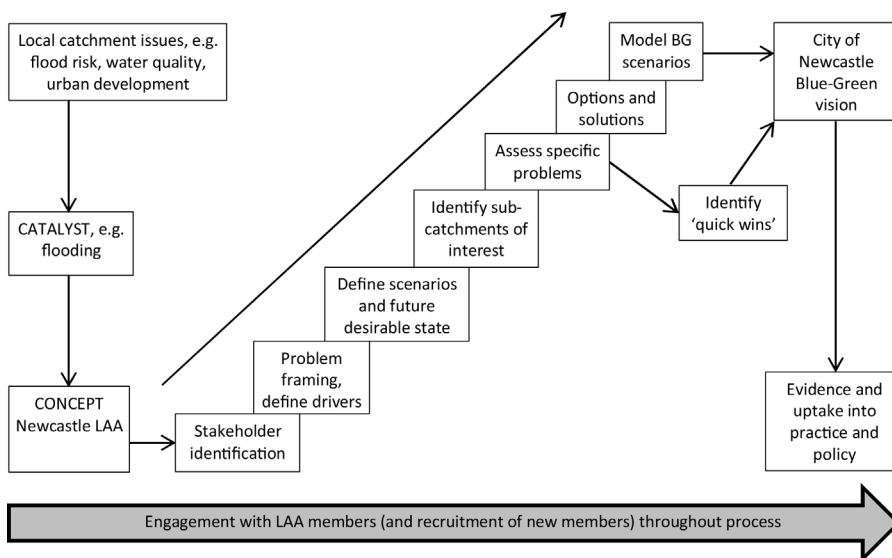 Local catchment issues, e.g.
flood risk, water quality,
urban development
CATALYST, e.g.
flooding
CONCEPT
Newcastle LAA
Stakeholder
identification
Problem
framing,
define drivers
Define scenarios
and future
desirable state
Identify sub-
catchments of
interest
Assess specific
problems
Options and
solutions
Model BG
scenarios
Identify
‘quick wins’
City of
Newcastle
Blue-Green
vision
Evidence and
uptake into
practice and
policy
Engagement with LAA members (and recruitment of new members) throughout process